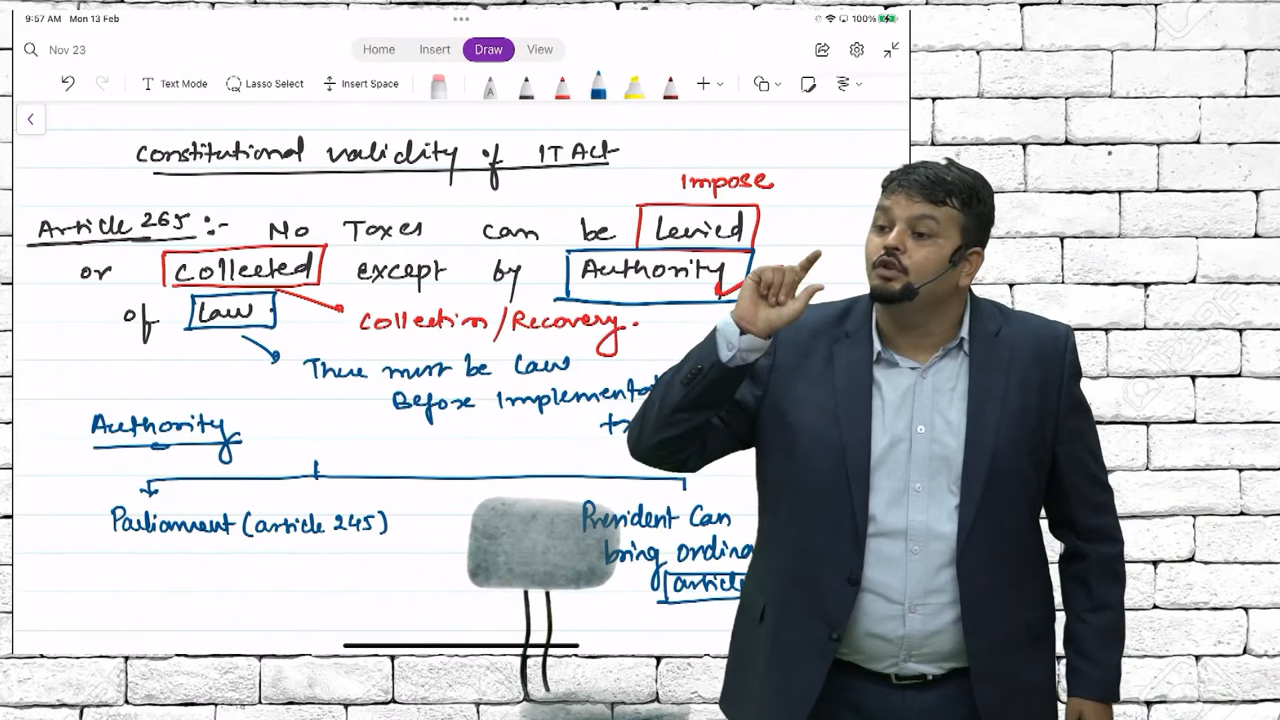 9:57 AM Mon 13 Feb
100%
Nov 23
Home Insert Draw View
Text Mode Lasso Select Insert Space
Constitutional validity of IT Act
Impose
Article 265 :- No Taxes can be levied
or collected except by Authority
of law.
Collection/Recovery.
There must be law
Before Implementa
Authority
Parliament (article 245)
President Can
bring ordina
article